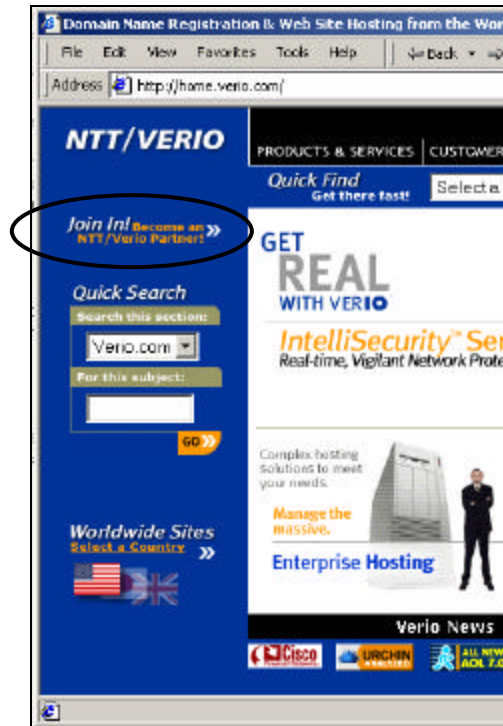 Domain Name Registration & Web Site Hosting from the Wor
File Edit View Favorites Tools Help Back
Address http://home.verio.com/
NTT/VERIO
PRODUCTS & SERVICES CUSTOMER
Quick Find
Get there fast!
Select a
Join In! Become an
NTT/Verio Partner!
GET
REAL
WITH VERIO
Quick Search
Search this section:
Verio.com
For this subject:
GO
IntelliSecurity™ Ser
Real-time, Vigilant Network Prote
Complex hosting
solutions to meet
your needs.
Manage the
massive.
Enterprise Hosting
Worldwide Sites
Select a Country
Verio News
Cisco
URCHIN
ALL NEW
AOL 7.0